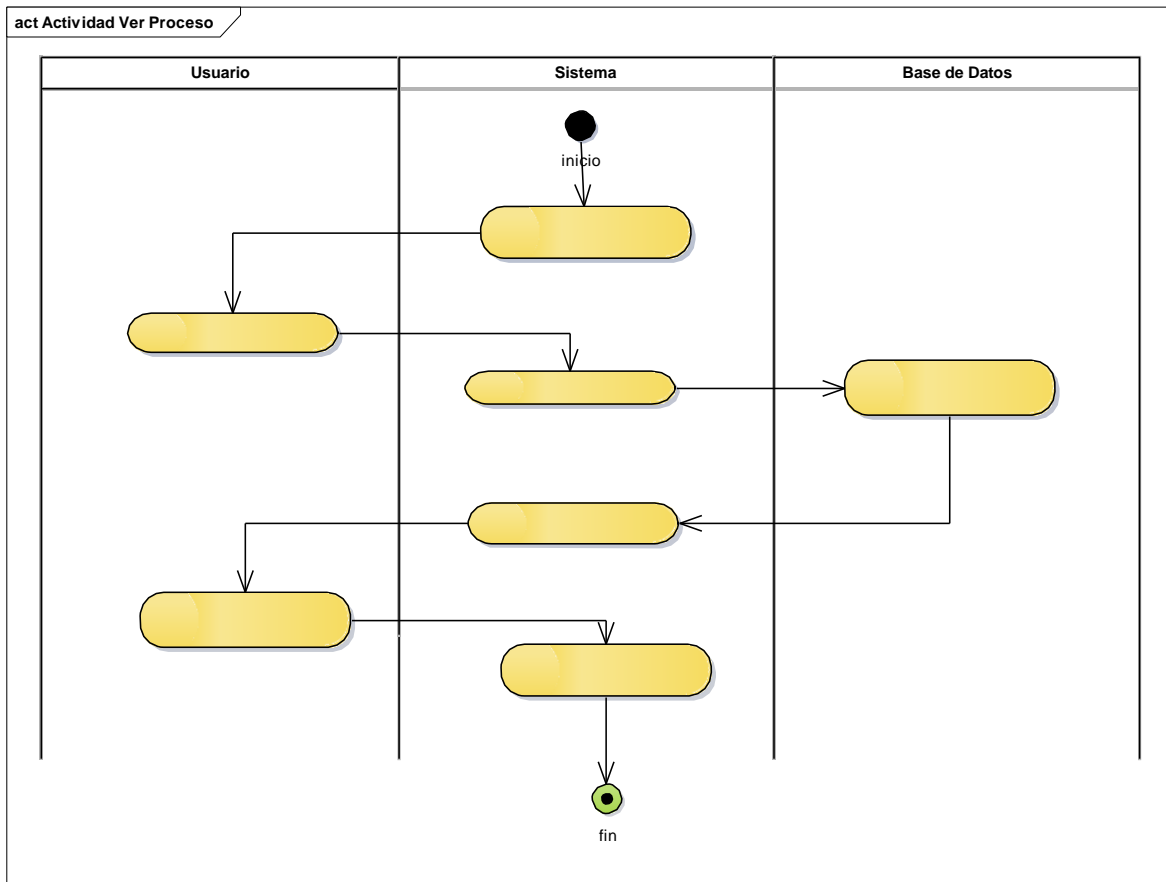 act Actividad Ver Proceso
Usuario
Sistema
Base de Datos
inicio
fin